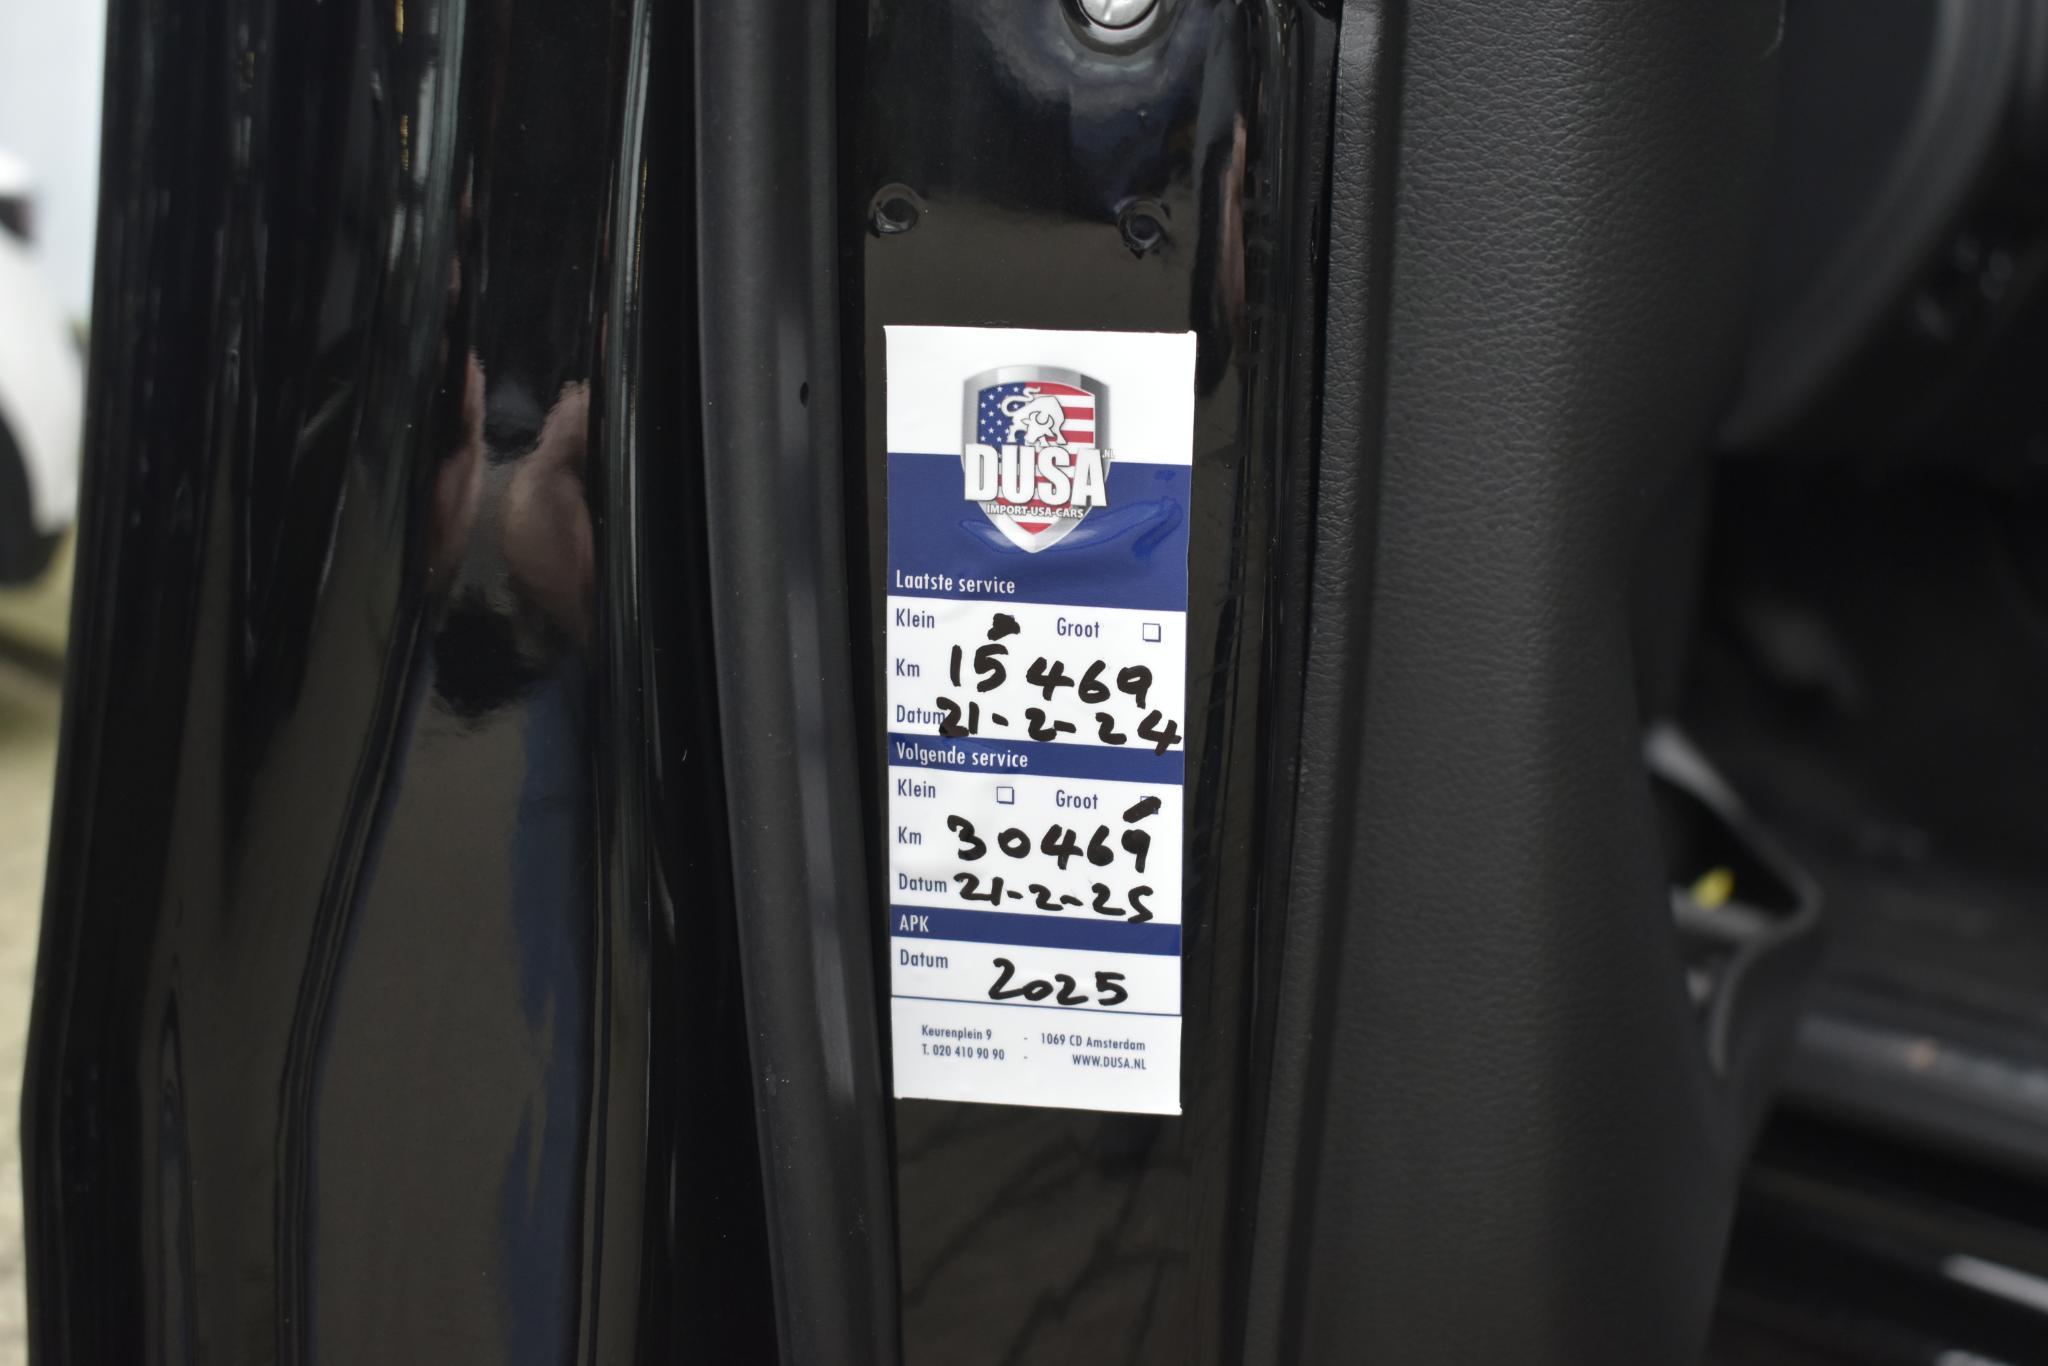 DUSA.NL
IMPORT-USA-CARS
Laatste service
Klein Groot
Km 15469
Datum 21-2-24
Volgende service
Klein Groot
Km 30469
Datum 21-2-25
APK
Datum 2025
Keurenplein 9 - 1069 CD Amsterdam
T. 020 410 90 90 - WWW.DUSA.NL